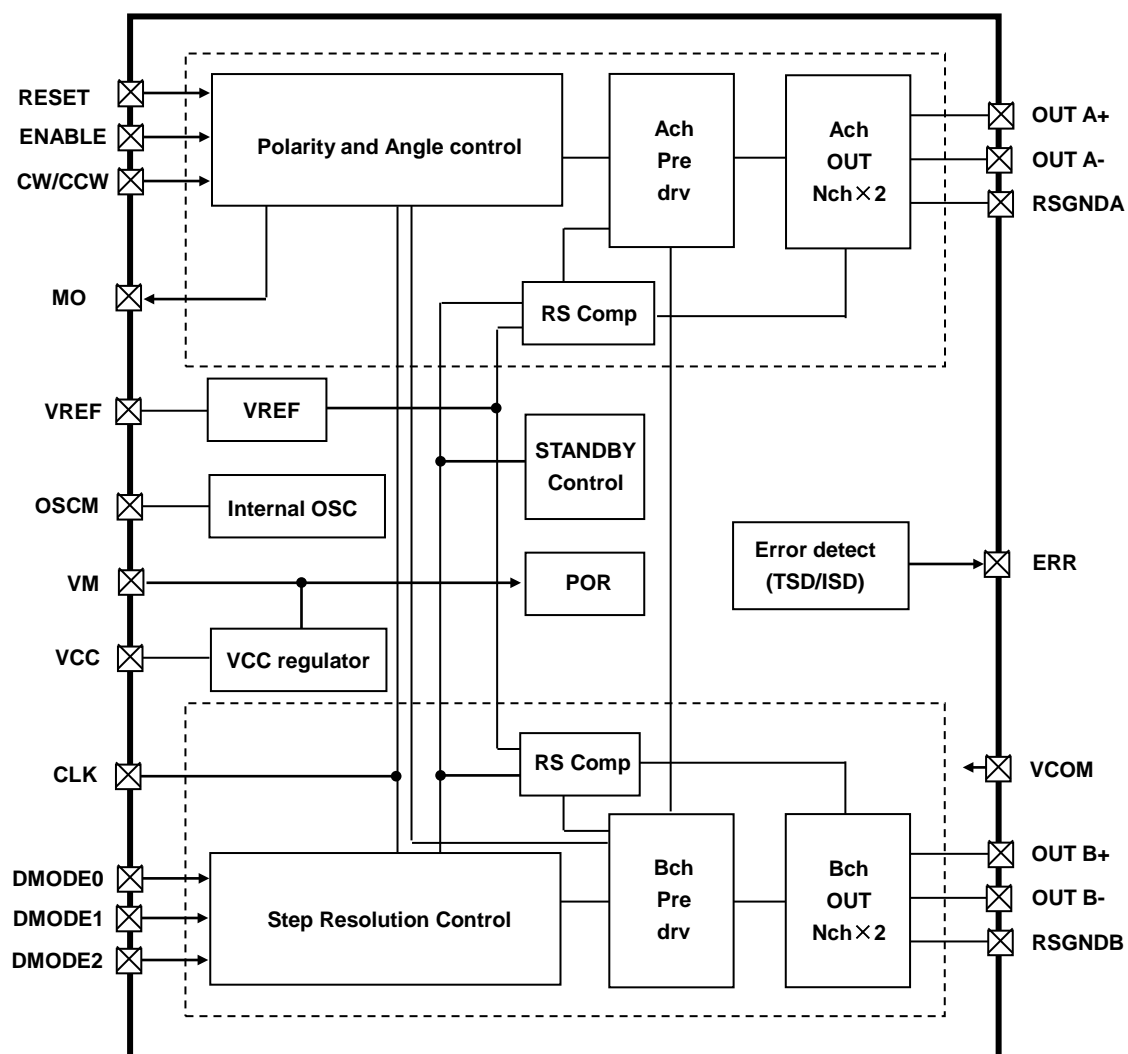 RESET
ENABLE
CW/CCW
MO
VREF
OSCM
VM
VCC
CLK
DMODE0
DMODE1
DMODE2
Polarity and Angle control
Ach
Pre
drv
Ach
OUT
Nch×2
RS Comp
VREF
STANDBY
Control
Internal OSC
POR
VCC regulator
Error detect
(TSD/ISD)
RS Comp
Step Resolution Control
Bch
Pre
drv
Bch
OUT
Nch×2
OUT A+
OUT A-
RSGNDA
ERR
VCOM
OUT B+
OUT B-
RSGNDB